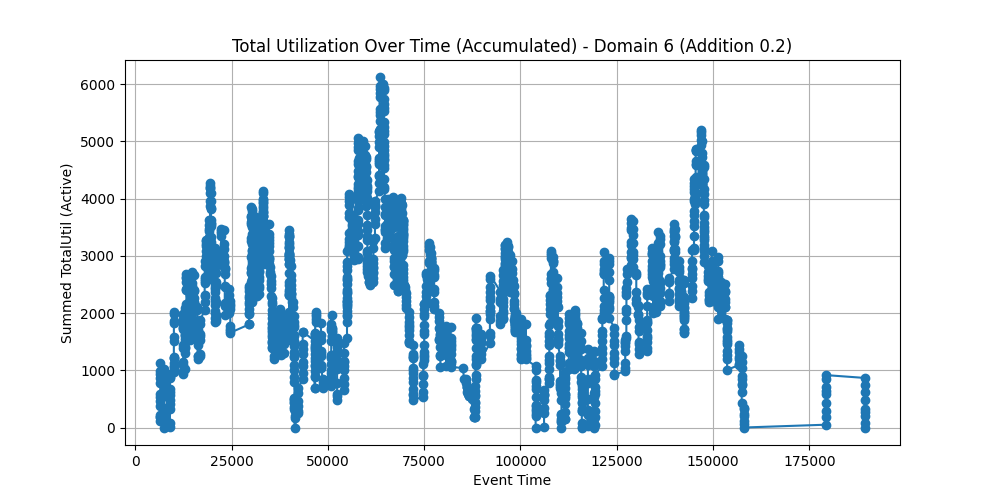 Total Utilization Over Time (Accumulated) - Domain 6 (Addition 0.2)
Summed TotalUtil (Active)
6000
5000
4000
3000
2000
1000
0
0 25000 50000 75000 100000 125000 150000 175000
Event Time